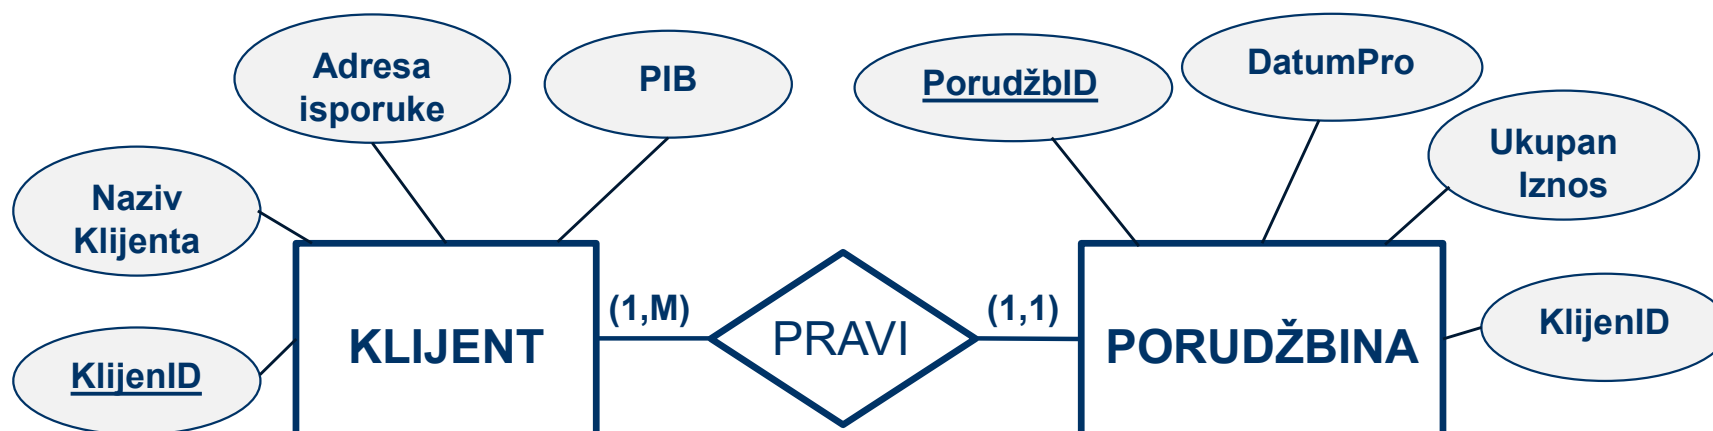 Adresa
isporuke
PIB
PorudžbID
DatumPro
Ukupan
Iznos
Naziv
Klijenta
KlijenID
KLIJENT
(1,M)
PRAVI
(1,1)
PORUDŽBINA
KlijenID